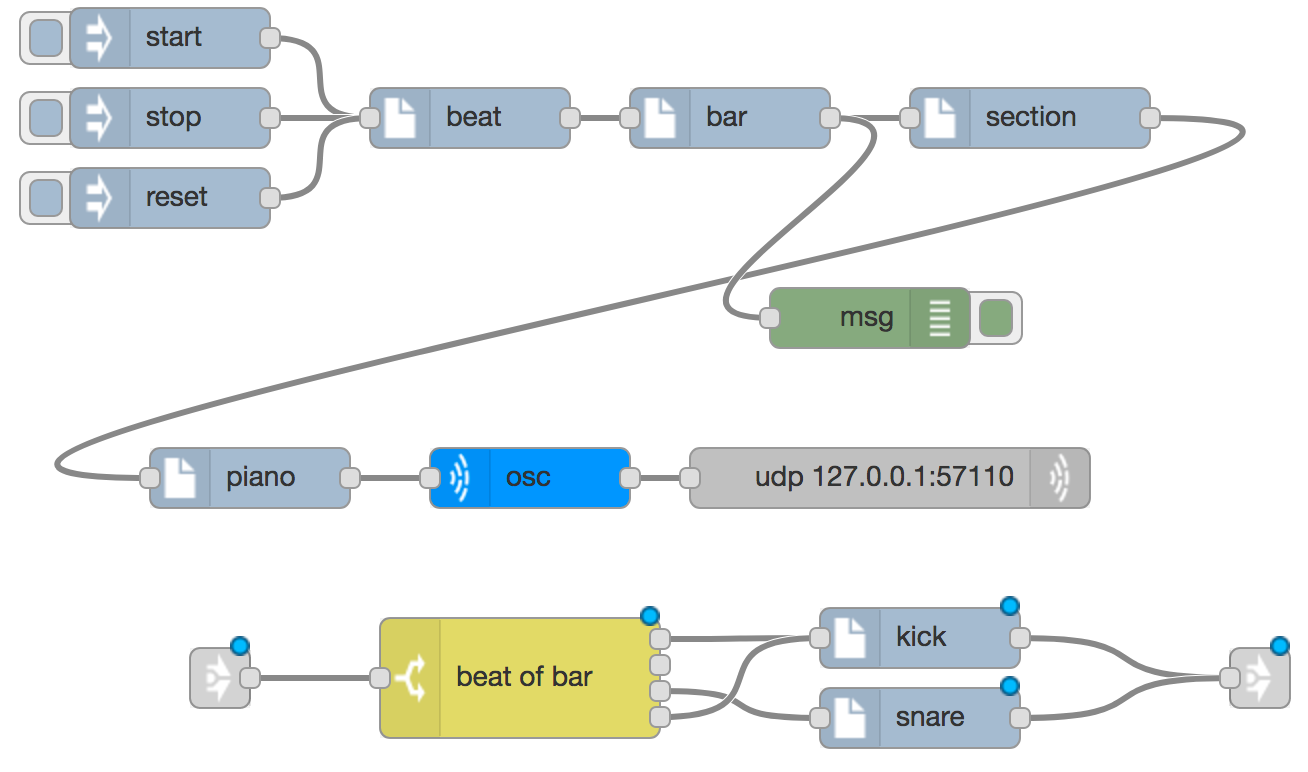 start
stop
reset
beat
bar
section
msg
piano
osc
udp 127.0.0.1:57110
beat of bar
kick
snare